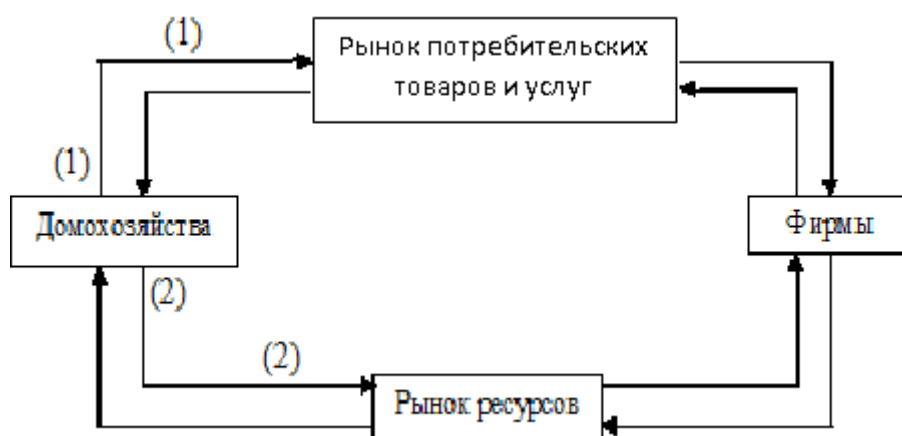 (1)
Рынок потребительских
товаров и услуг
(1)
Домохозяйства
Фирмы
(2)
(2)
Рынок ресурсов